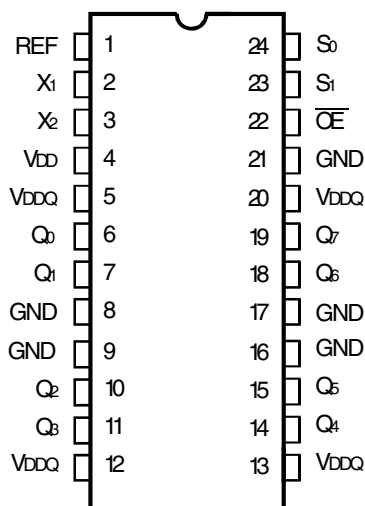 REF 1 24 S0
X1 2 23 S1
X2 3 22 OE
VDD 4 21 GND
VDDQ 5 20 VDDQ
Q0 6 19 Q7
Q1 7 18 Q6
GND 8 17 GND
GND 9 16 GND
Q2 10 15 Q5
Q3 11 14 Q4
VDDQ 12 13 VDDQ